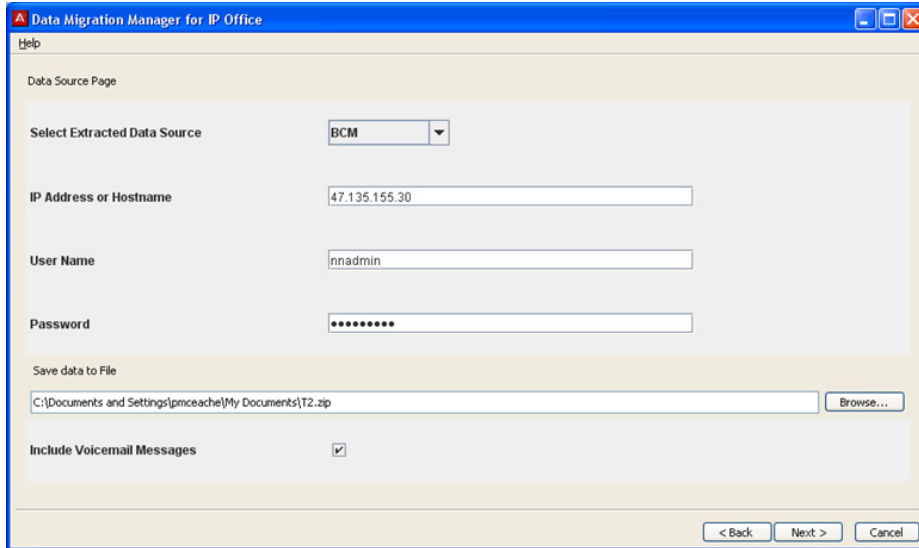 Data Migration Manager for IP Office
Help
Data Source Page
Select Extracted Data Source BCM
IP Address or Hostname 47.135.155.30
User Name nnadmin
Password •••••••••
Save data to File
C:\Documents and Settings\pmceache\My Documents\T2.zip Browse...
Include Voicemail Messages
< Back Next > Cancel